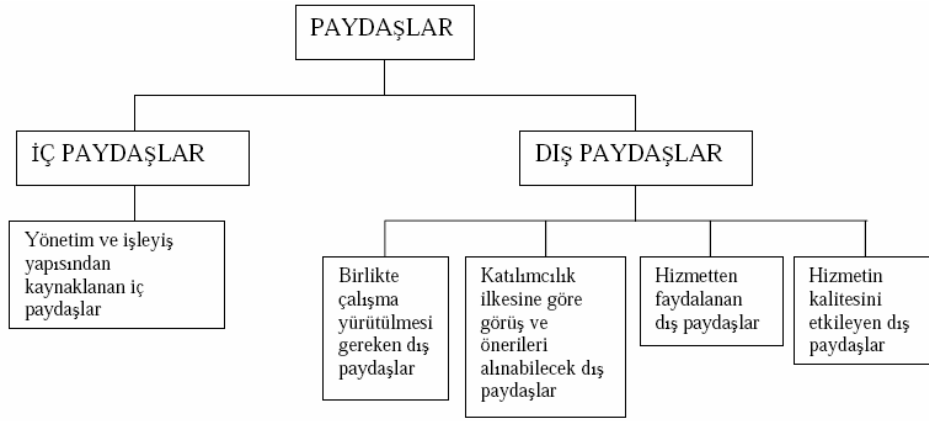 PAYDAŞLAR
İÇ PAYDAŞLAR
DIŞ PAYDAŞLAR
Yönetim ve işleyiş
yapısından
kaynaklanan iç
paydaşlar
Birlikte
çalışma
yürütülmesi
gereken dış
paydaşlar
Katılımcılık
ilkesine göre
görüş ve
önerileri
alınabilecek dış
paydaşlar
Hizmetten
faydalanan
dış paydaşlar
Hizmetin
kalitesini
etkileyen dış
paydaşlar